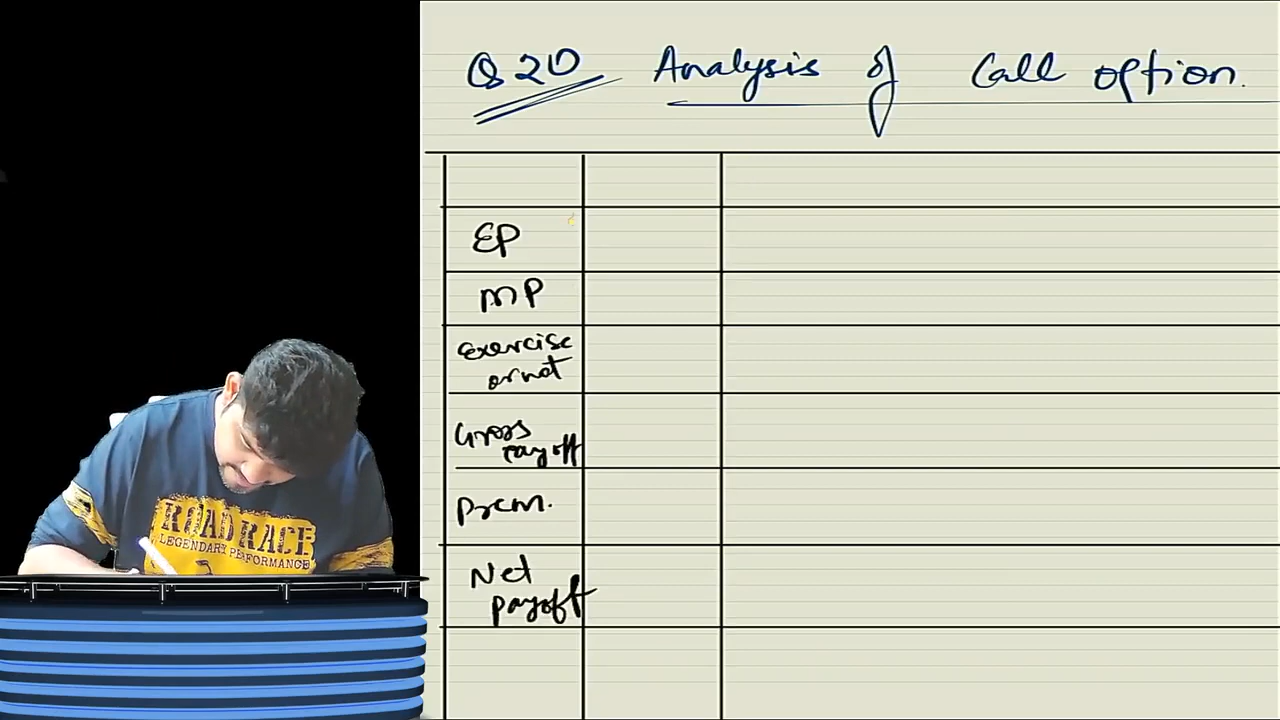 Q20 Analysis of Call option.
EP
MP
Exercise
or not
Gross
payoff
Prem.
Net
payoff
ROAD RACE
LEGENDARY PERFORMANCE